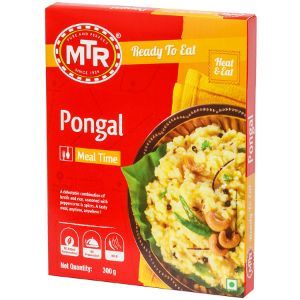 MTR
SINCE 1924
Ready To Eat
Heat
& Eat
Pongal
Meal Time
A delectable combination of
lentils and rice, seasoned with
peppercorns & spices. A tasty
meal, anytime, anywhere!
Net Quantity: 300 g
MTR